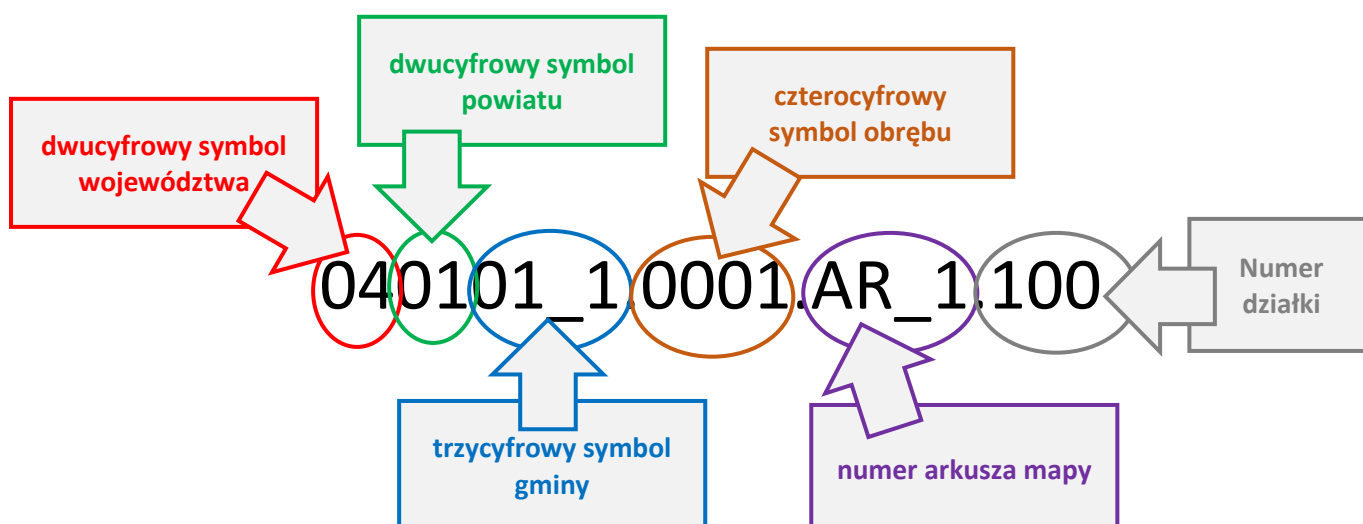 dwucyfrowy symbol
powiatu
czterocyfrowy
symbol obrębu
dwucyfrowy symbol
województwa
040101_1.0001.AR_1.100
Numer
działki
trzycyfrowy symbol
gminy
numer arkusza mapy